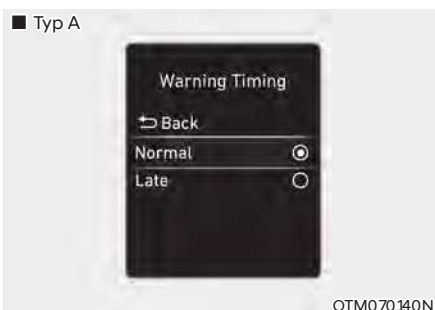 ■ Typ A
Warning Timing
⮌ Back
Normal
Late
OTM070140N